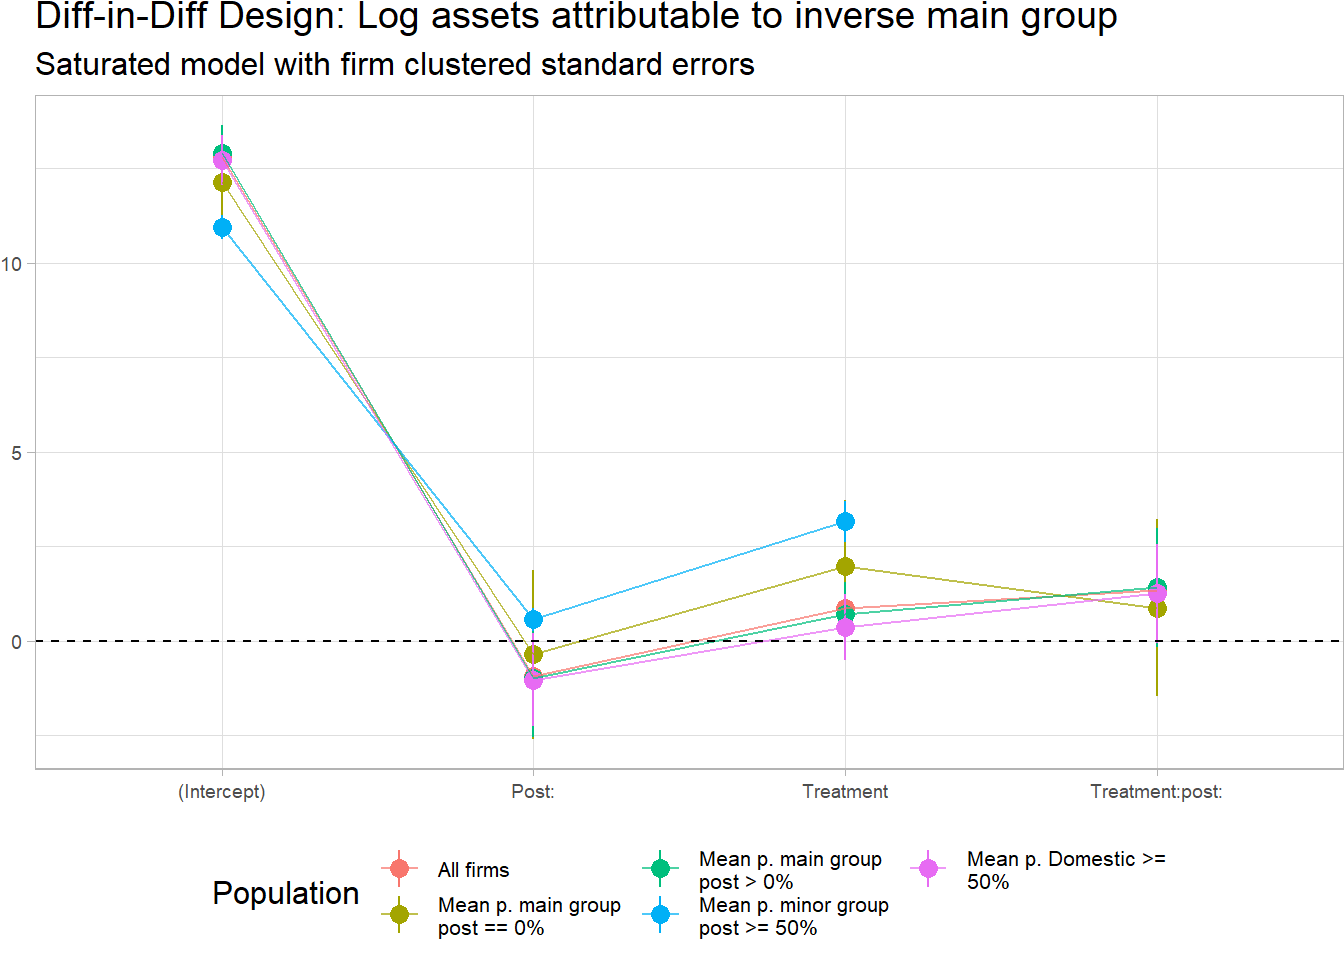 Diff-in-Diff Design: Log assets attributable to inverse main group
Saturated model with firm clustered standard errors
10
5
0
(Intercept)
Post:
Treatment
Treatment:post:
Population
All firms
Mean p. main group
post == 0%
Mean p. main group
post > 0%
Mean p. minor group
post >= 50%
Mean p. Domestic >=
50%